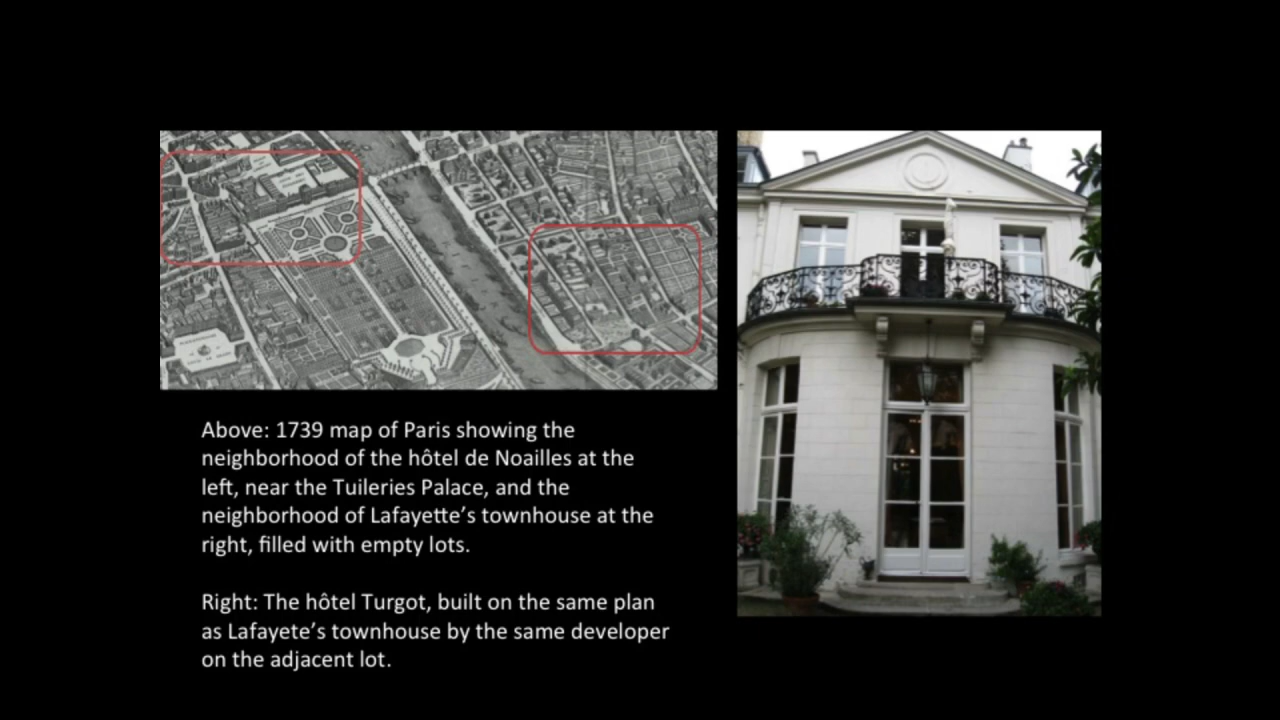 Above: 1739 map of Paris showing the
neighborhood of the hôtel de Noailles at the
left, near the Tuileries Palace, and the
neighborhood of Lafayette’s townhouse at the
right, filled with empty lots.
Right: The hôtel Turgot, built on the same plan
as Lafayete’s townhouse by the same developer
on the adjacent lot.